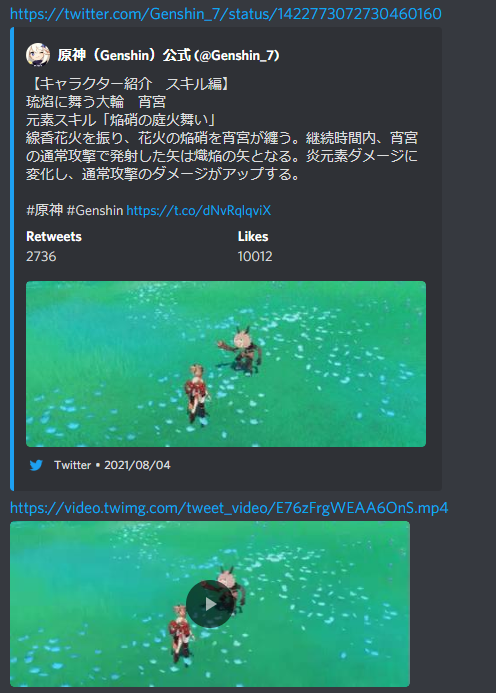 https://twitter.com/Genshin_7/status/1422773072730460160
原神（Genshin）公式 (@Genshin_7)
【キャラクター紹介　スキル編】
琉焰に舞う大輪　宵宮
元素スキル「焔硝の庭火舞い」
線香花火を振り、花火の焔硝を宵宮が纏う。継続時間内、宵宮
の通常攻撃で発射した矢は熾焔の矢となる。炎元素ダメージに
変化し、通常攻撃のダメージがアップする。
#原神 #Genshin https://t.co/dNvRqlqviX
Retweets Likes
2736 10012
Twitter • 2021/08/04
https://video.twimg.com/tweet_video/E76zFrgWEAA6OnS.mp4